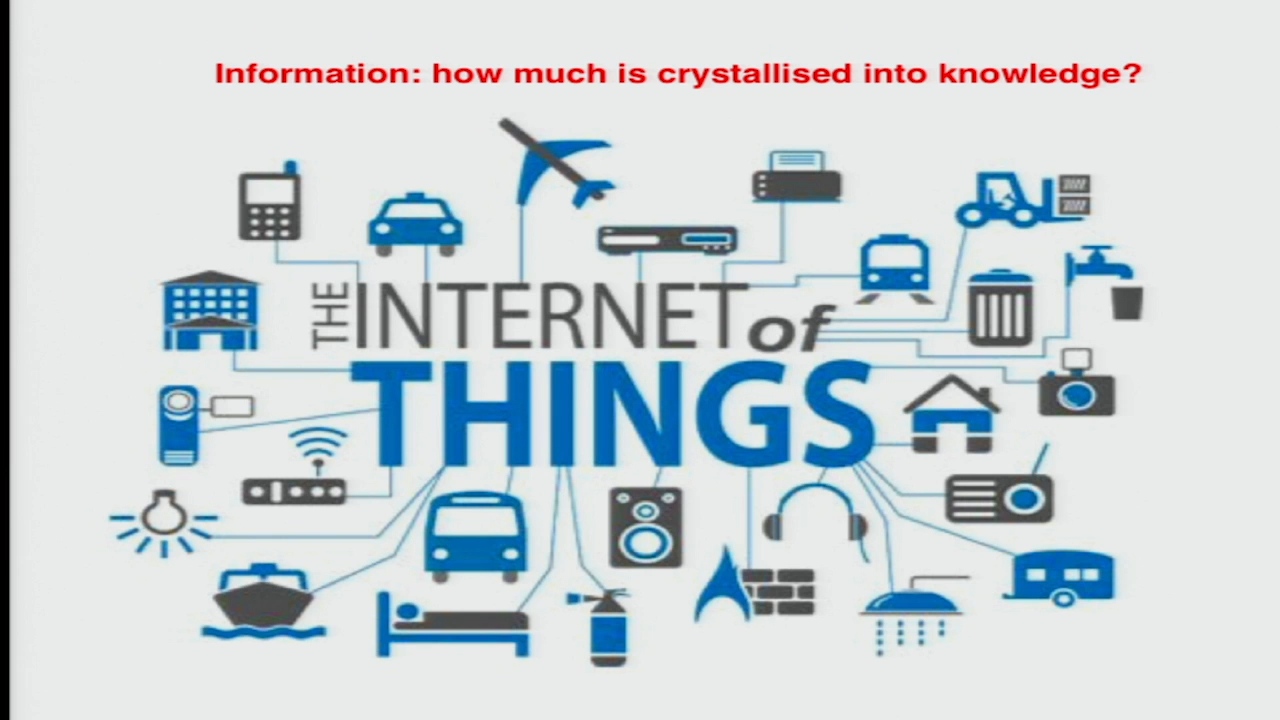 Information: how much is crystallised into knowledge?
THE INTERNET of
THINGS